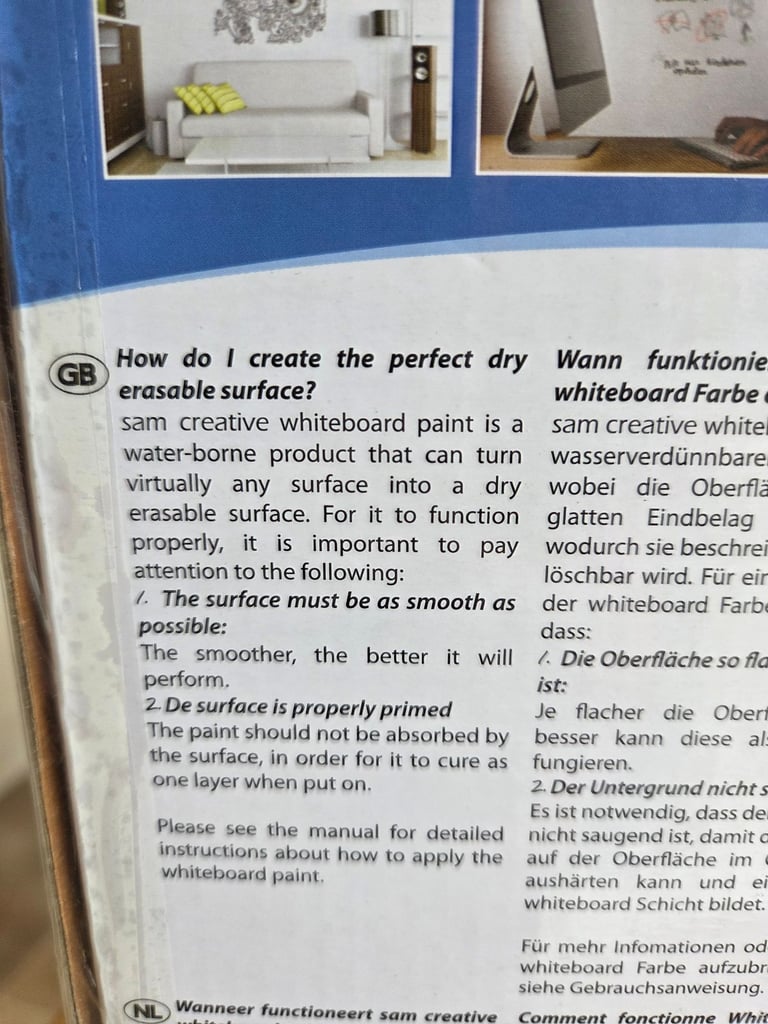 GB
How do I create the perfect dry
erasable surface?
sam creative whiteboard paint is a
water-borne product that can turn
virtually any surface into a dry
erasable surface. For it to function
properly, it is important to pay
attention to the following:
1. The surface must be as smooth as
possible:
The smoother, the better it will
perform.
2. De surface is properly primed
The paint should not be absorbed by
the surface, in order for it to cure as
one layer when put on.
Please see the manual for detailed
instructions about how to apply the
whiteboard paint.
Wann funktionie
whiteboard Farbe
sam creative white
wasserverdünnbare
wobei die Oberflä
glatten Eindbelag
wodurch sie beschrei
löschbar wird. Für ein
der whiteboard Farbe
dass:
1. Die Oberfläche so fla
ist:
Je flacher die Oberf
besser kann diese als
fungieren.
2. Der Untergrund nicht s
Es ist notwendig, dass de
nicht saugend ist, damit d
auf der Oberfläche im
aushärten kann und ei
whiteboard Schicht bildet.
Für mehr Infomationen od
whiteboard Farbe aufzubr
siehe Gebrauchsanweisung.
NL
Wanneer functioneert sam creative
Comment fonctionne Whit